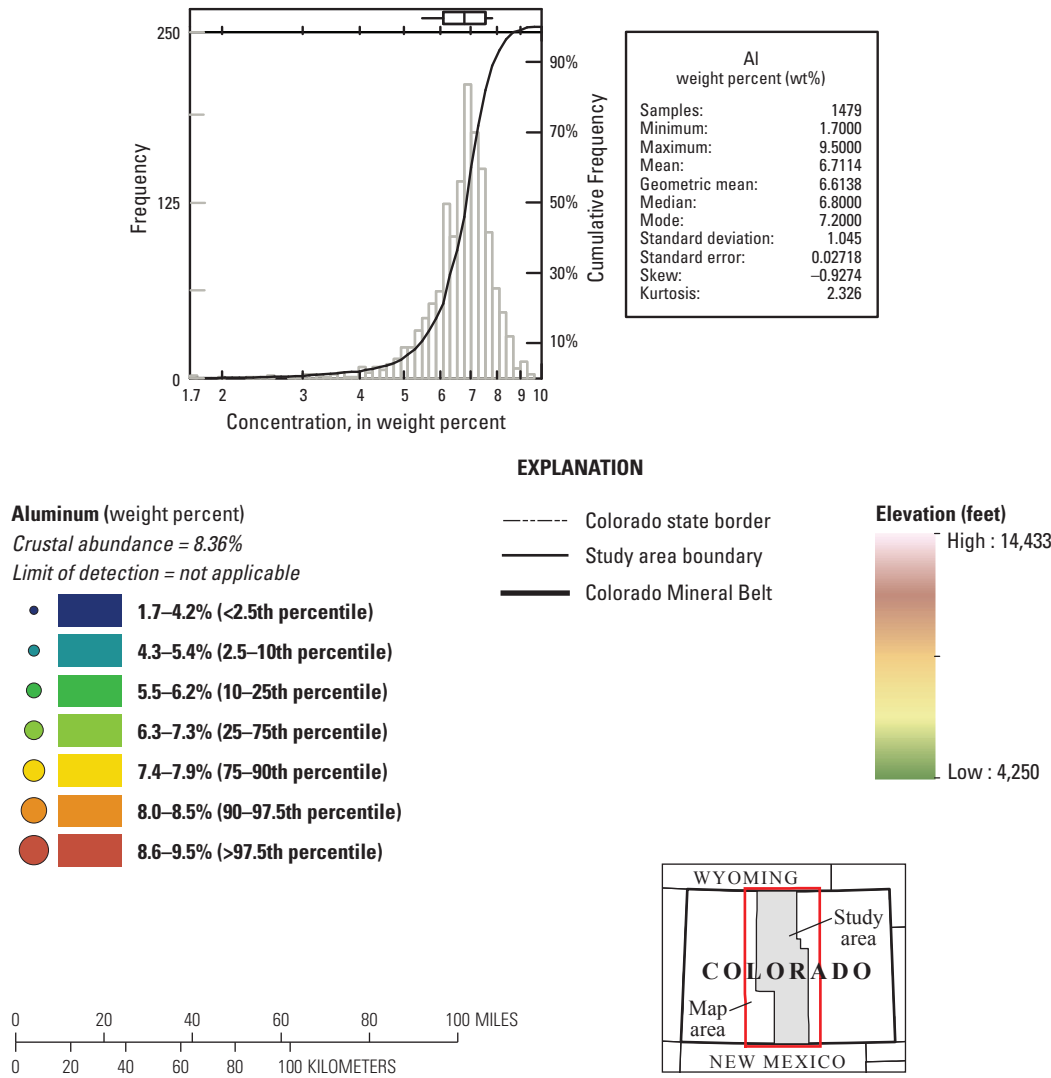 250
125
0
Frequency
90%
70%
50%
30%
10%
Cumulative Frequency
1.7 2 3 4 5 6 7 8 9 10
Concentration, in weight percent
Al
weight percent (wt%)
Samples: 1479
Minimum: 1.7000
Maximum: 9.5000
Mean: 6.7114
Geometric mean: 6.6138
Median: 6.8000
Mode: 7.2000
Standard deviation: 1.045
Standard error: 0.02718
Skew: –0.9274
Kurtosis: 2.326
EXPLANATION
Aluminum (weight percent)
Crustal abundance = 8.36%
Limit of detection = not applicable
1.7–4.2% (<2.5th percentile)
4.3–5.4% (2.5–10th percentile)
5.5–6.2% (10–25th percentile)
6.3–7.3% (25–75th percentile)
7.4–7.9% (75–90th percentile)
8.0–8.5% (90–97.5th percentile)
8.6–9.5% (>97.5th percentile)
Colorado state border
Study area boundary
Colorado Mineral Belt
Elevation (feet)
High : 14,433
Low : 4,250
WYOMING
Study
area
COLORADO
Map
area
NEW MEXICO
0 20 40 60 80 100 MILES
0 20 40 60 80 100 KILOMETERS